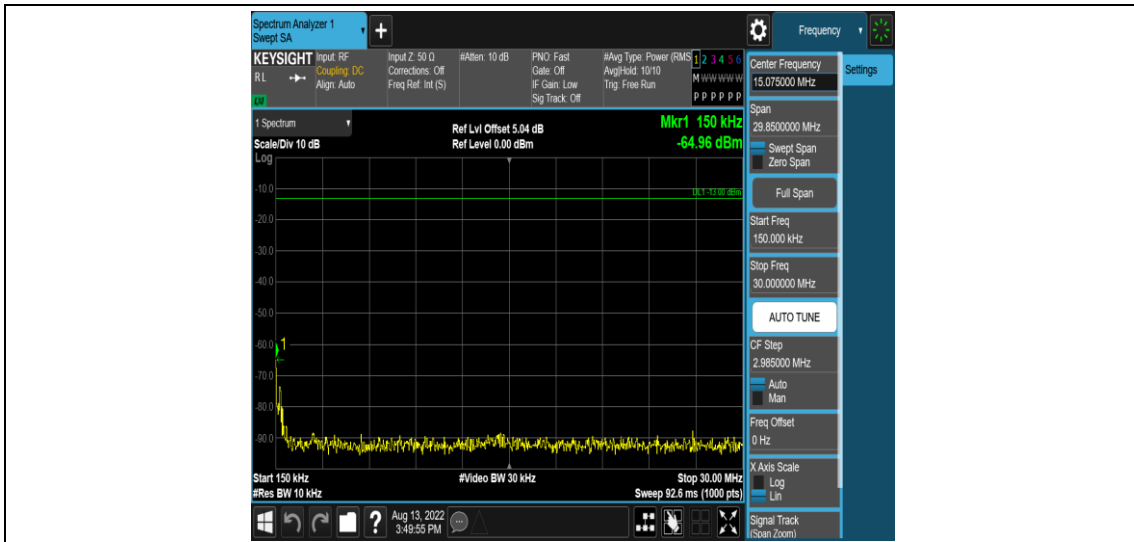 Spectrum Analyzer 1
Swept SA
Frequency
KEYSIGHT
RL
LXI
Input: RF
Coupling: DC
Align: Auto
Input Z: 50 Ω
Corrections: Off
Freq Ref: Int (S)
#Atten: 10 dB
PNO: Fast
Gate: Off
IF Gain: Low
Sig Track: Off
#Avg Type: Power (RMS
Avg|Hold: 10/10
Trig: Free Run
1 2 3 4 5 6
M W W W W W
P P P P P P
1 Spectrum
Scale/Div 10 dB
Log
Ref Lvl Offset 5.04 dB
Ref Level 0.00 dBm
Mkr1 150 kHz
-64.96 dBm
DL1 -13.00 dBm
-10.0
-20.0
-30.0
-40.0
-50.0
-60.0
-70.0
-80.0
-90.0
1
Start 150 kHz
#Res BW 10 kHz
#Video BW 30 kHz
Stop 30.00 MHz
Sweep 92.6 ms (1000 pts)
?
Aug 13, 2022
3:49:55 PM
Center Frequency
15.075000 MHz
Settings
Span
29.8500000 MHz
Swept Span
Zero Span
Full Span
Start Freq
150.000 kHz
Stop Freq
30.000000 MHz
AUTO TUNE
CF Step
2.985000 MHz
Auto
Man
Freq Offset
0 Hz
X Axis Scale
Log
Lin
Signal Track
(Span Zoom)